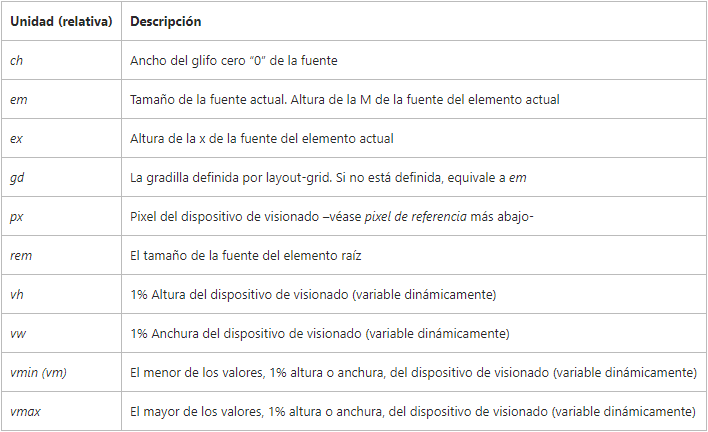 Unidad (relativa) Descripción
ch Ancho del glifo cero “0” de la fuente
em Tamaño de la fuente actual. Altura de la M de la fuente del elemento actual
ex Altura de la x de la fuente del elemento actual
gd La gradilla definida por layout-grid. Si no está definida, equivale a em
px Pixel del dispositivo de visionado –véase pixel de referencia más abajo-
rem El tamaño de la fuente del elemento raíz
vh 1% Altura del dispositivo de visionado (variable dinámicamente)
vw 1% Anchura del dispositivo de visionado (variable dinámicamente)
vmin (vm) El menor de los valores, 1% altura o anchura, del dispositivo de visionado (variable dinámicamente)
vmax El mayor de los valores, 1% altura o anchura, del dispositivo de visionado (variable dinámicamente)